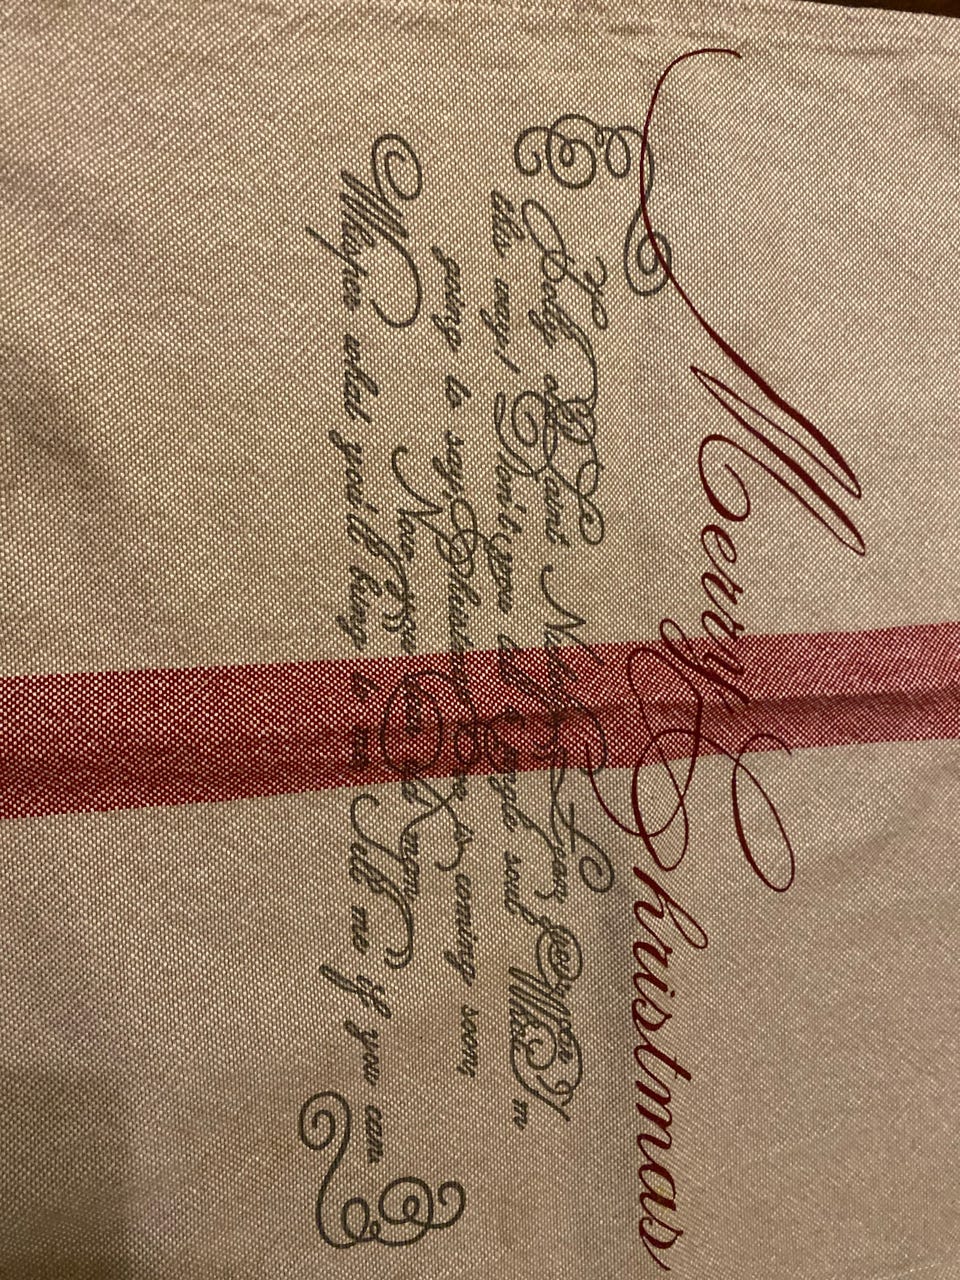 Merry Christmas
Jolly old Saint Nicholas Lean your ear
this way! Don't you tell a single soul What
going to say, Christmas Eve is coming soon
Now, you dear old man
Whisper what you'll bring to me Tell me if you can